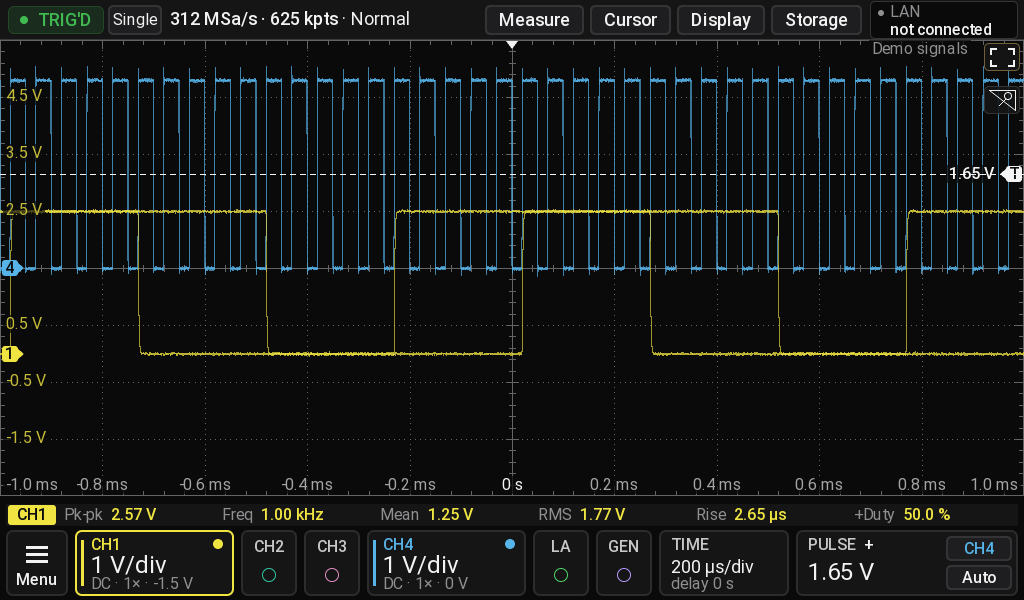 TRIG'D Single 312 MSa/s · 625 kpts · Normal Measure Cursor Display Storage LAN
not connected
Demo signals
4.5 V
3.5 V
1.65 V T
2.5 V
4
0.5 V
1
-0.5 V
-1.5 V
-1.0 ms -0.8 ms -0.6 ms -0.4 ms -0.2 ms 0 s 0.2 ms 0.4 ms 0.6 ms 0.8 ms 1.0 ms
CH1 Pk-pk 2.57 V Freq 1.00 kHz Mean 1.25 V RMS 1.77 V Rise 2.65 µs +Duty 50.0 %
Menu
CH1
1 V/div
DC · 1× · -1.5 V
CH2
CH3
CH4
1 V/div
DC · 1× · 0 V
LA
GEN
TIME
200 µs/div
delay 0 s
PULSE +
1.65 V
CH4
Auto